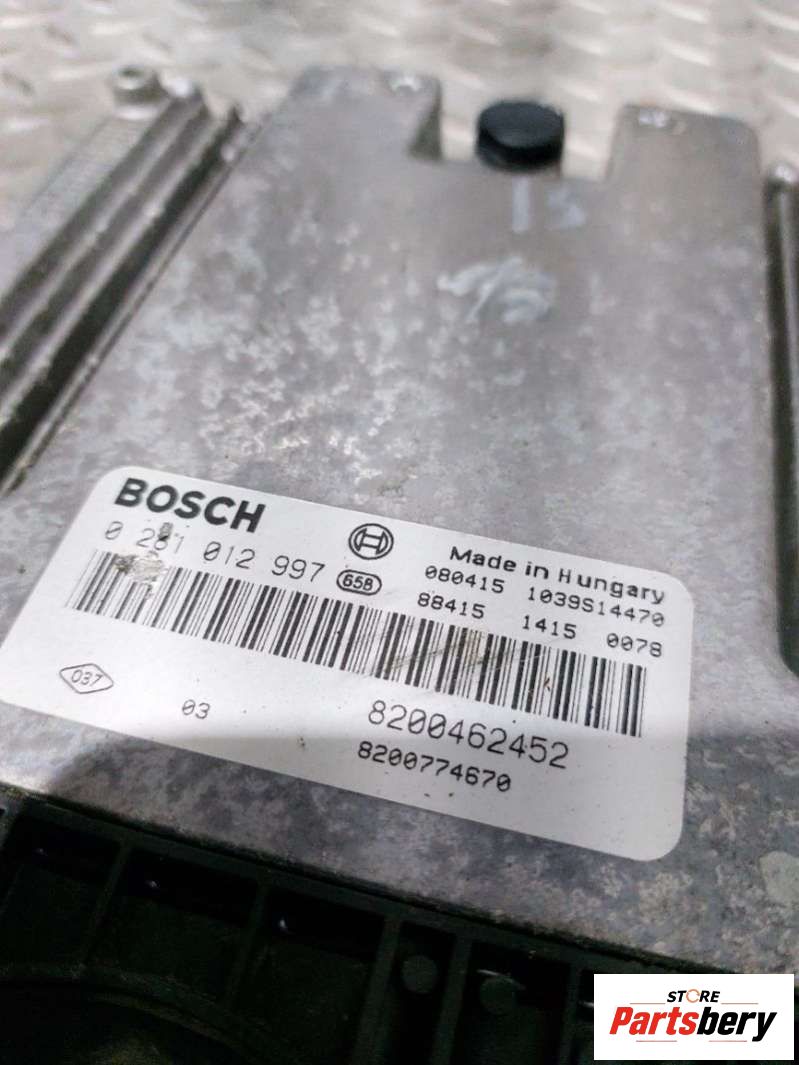 15
BOSCH
0 281 012 997
658
Made in Hungary
080415 1039S14470
88415 1415 0078
037
03
8200462452
8200774670
STORE
Partsbery